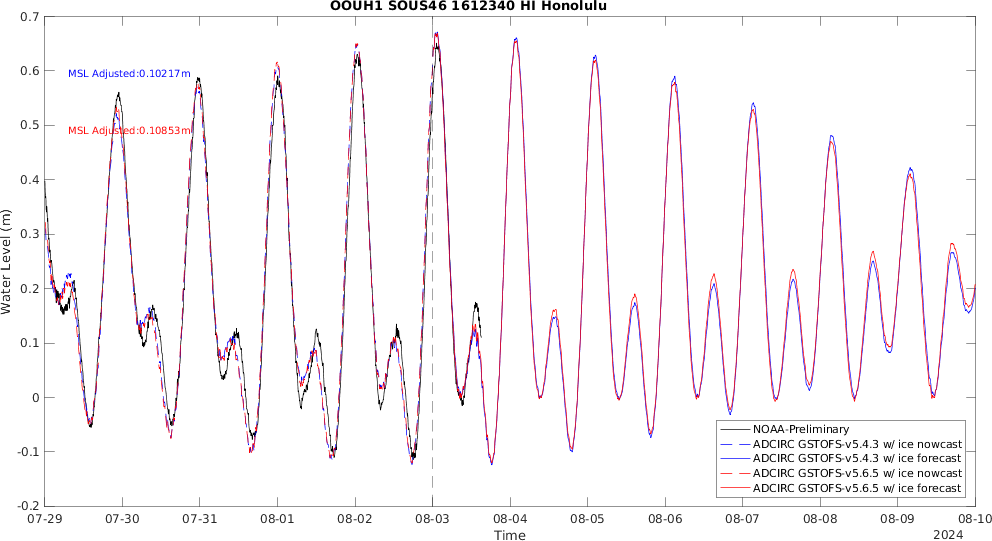 OOUH1 SOUS46 1612340 HI Honolulu
0.7
0.6
0.5
0.4
0.3
0.2
0.1
0
-0.1
-0.2
Water Level (m)
MSL Adjusted:0.10217m
MSL Adjusted:0.10853m
NOAA-Preliminary
ADCIRC GSTOFS-v5.4.3 w/ ice nowcast
ADCIRC GSTOFS-v5.4.3 w/ ice forecast
ADCIRC GSTOFS-v5.6.5 w/ ice nowcast
ADCIRC GSTOFS-v5.6.5 w/ ice forecast
07-29 07-30 07-31 08-01 08-02 08-03 08-04 08-05 08-06 08-07 08-08 08-09 08-10
Time
2024